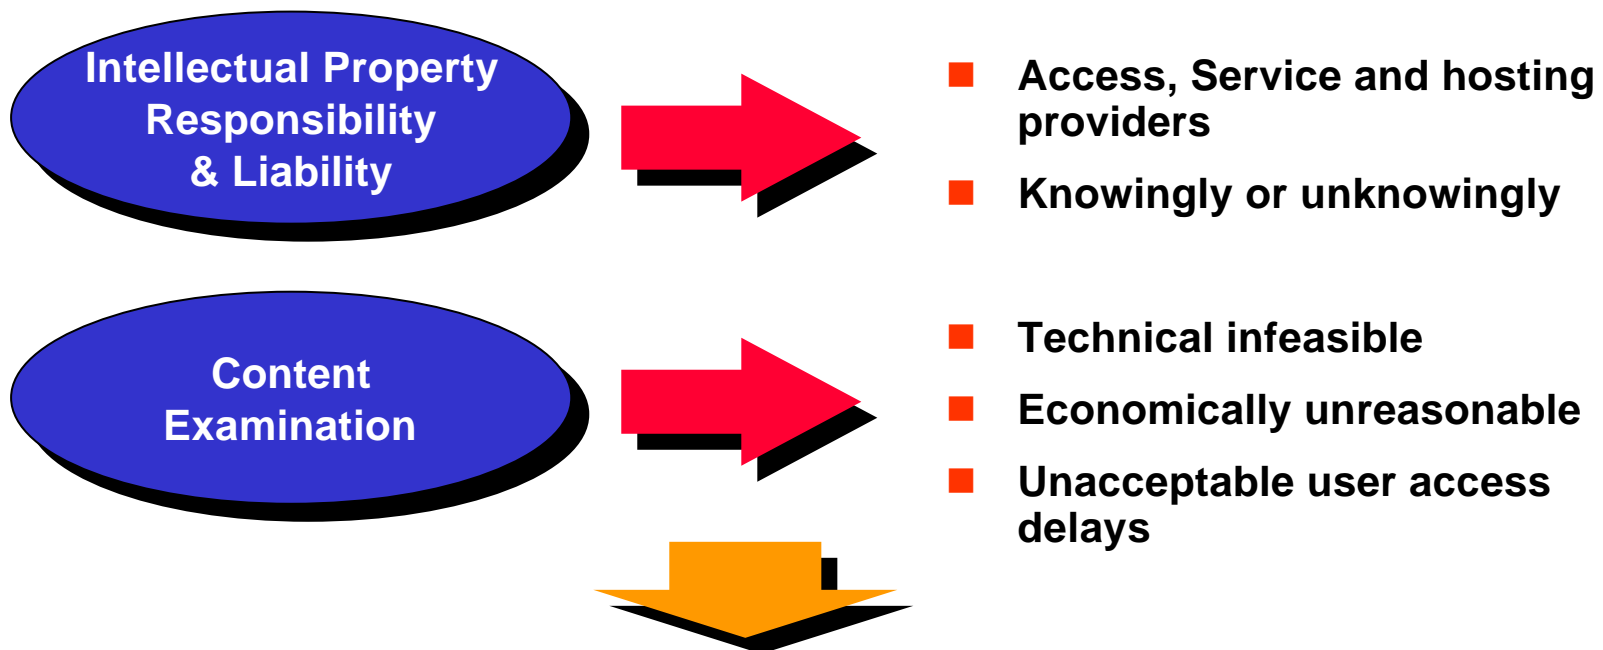 Intellectual Property
Responsibility
& Liability
Access, Service and hosting
providers
Knowingly or unknowingly
Content
Examination
Technical infeasible
Economically unreasonable
Unacceptable user access
delays